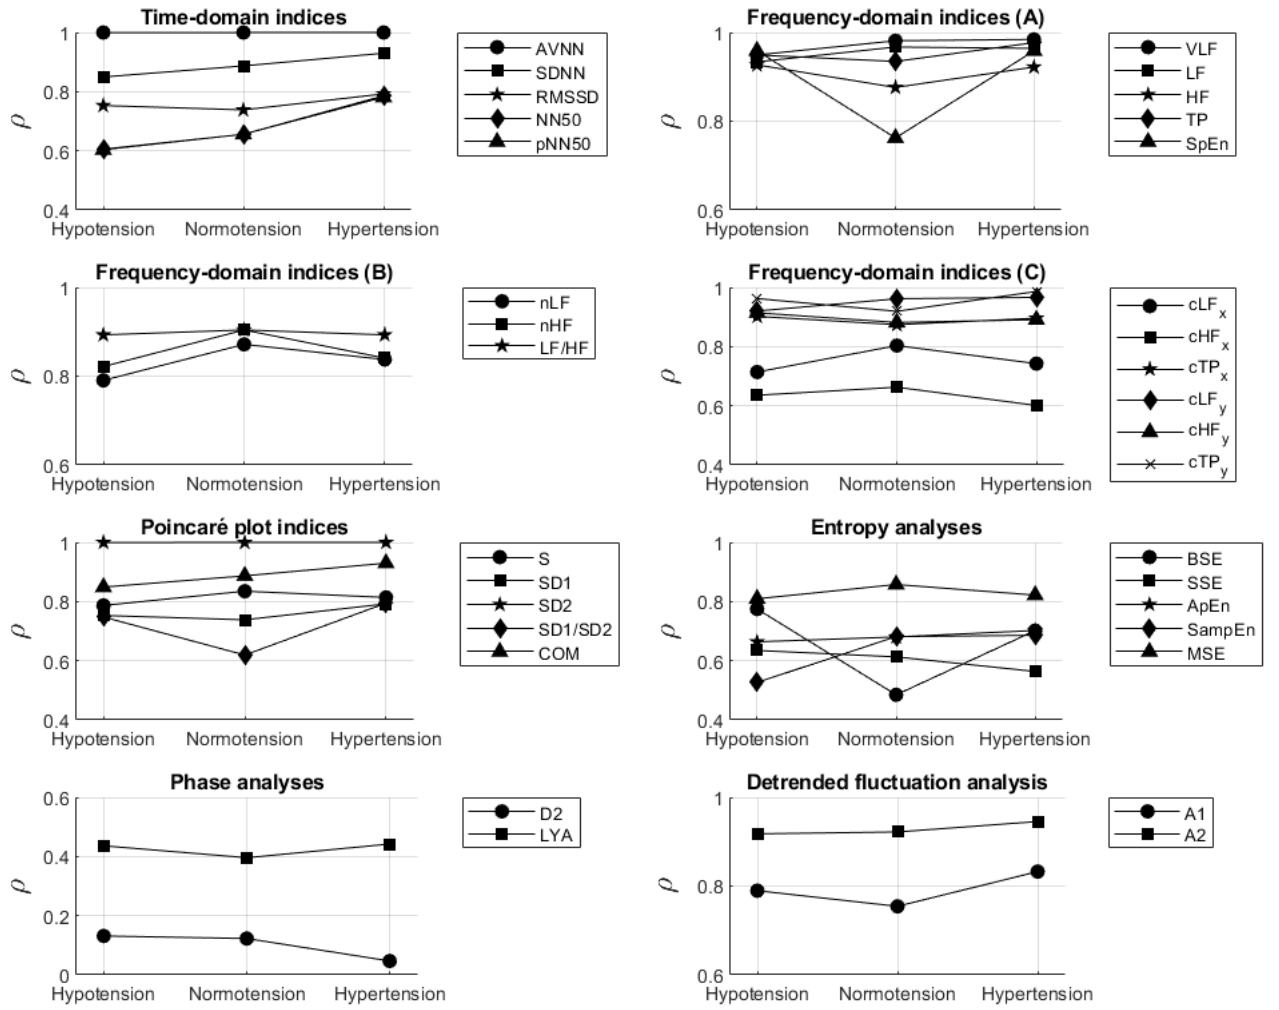 Time-domain indices
1
0.8
0.6
0.4
ρ
Hypotension Normotension Hypertension
AVNN
SDNN
RMSSD
NN50
pNN50
Frequency-domain indices (A)
1
0.8
0.6
ρ
Hypotension Normotension Hypertension
VLF
LF
HF
TP
SpEn
Frequency-domain indices (B)
1
0.8
0.6
ρ
Hypotension Normotension Hypertension
nLF
nHF
LF/HF
Frequency-domain indices (C)
1
0.8
0.6
0.4
ρ
Hypotension Normotension Hypertension
cLFx
cHFx
cTPx
cLFy
cHFy
cTPy
Poincaré plot indices
1
0.8
0.6
0.4
ρ
Hypotension Normotension Hypertension
S
SD1
SD2
SD1/SD2
COM
Entropy analyses
1
0.8
0.6
0.4
ρ
Hypotension Normotension Hypertension
BSE
SSE
ApEn
SampEn
MSE
Phase analyses
0.6
0.4
0.2
0
ρ
Hypotension Normotension Hypertension
D2
LYA
Detrended fluctuation analysis
1
0.8
0.6
ρ
Hypotension Normotension Hypertension
A1
A2